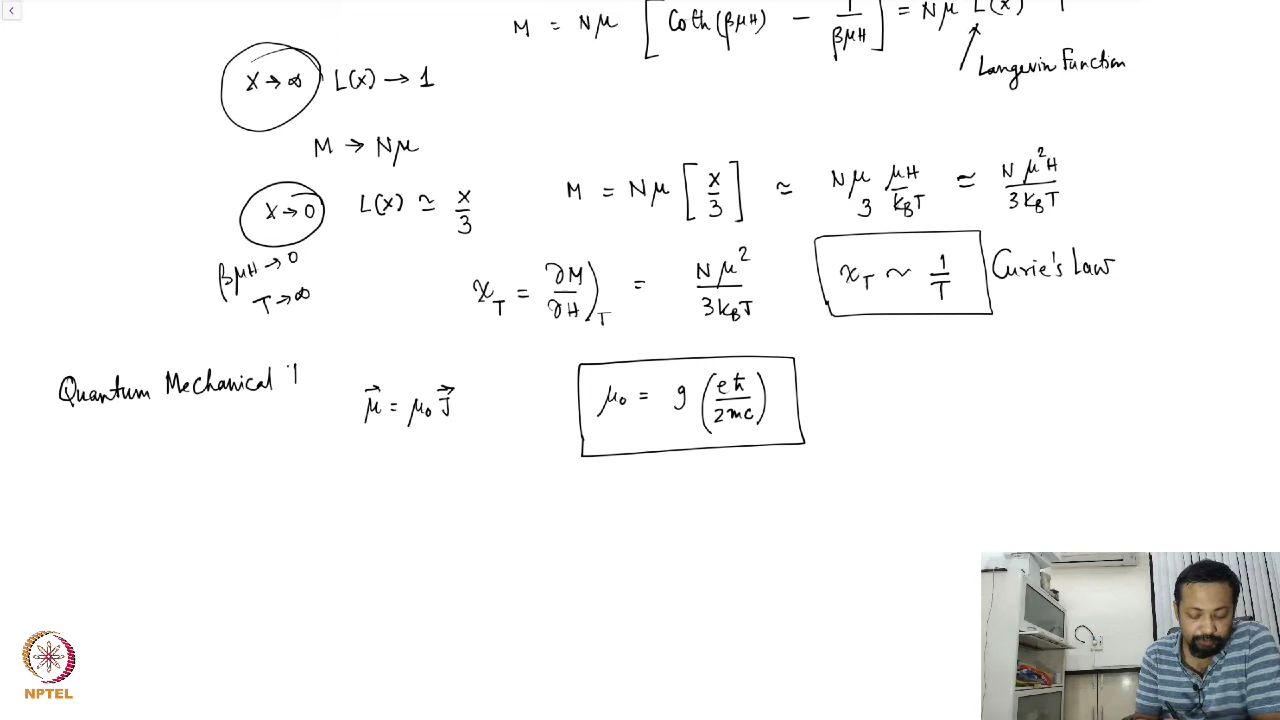 M = Nμ [ Coth(βμH) − 1/βμH ] = Nμ L(x)
Langevin Function
x → ∞ L(x) → 1
M → Nμ
x → 0 L(x) ≃ x/3 M = Nμ [ x/3 ] ≃ Nμ/3 μH/k_BT ≃ Nμ²H/3k_BT
βμH → 0
T → ∞
χ_T = ∂M/∂H)_T = Nμ²/3k_BT χ_T ~ 1/T Curie's Law
Quantum Mechanical
μ⃗ = μ₀ J⃗ μ₀ = g (eħ/2mc)
NPTEL